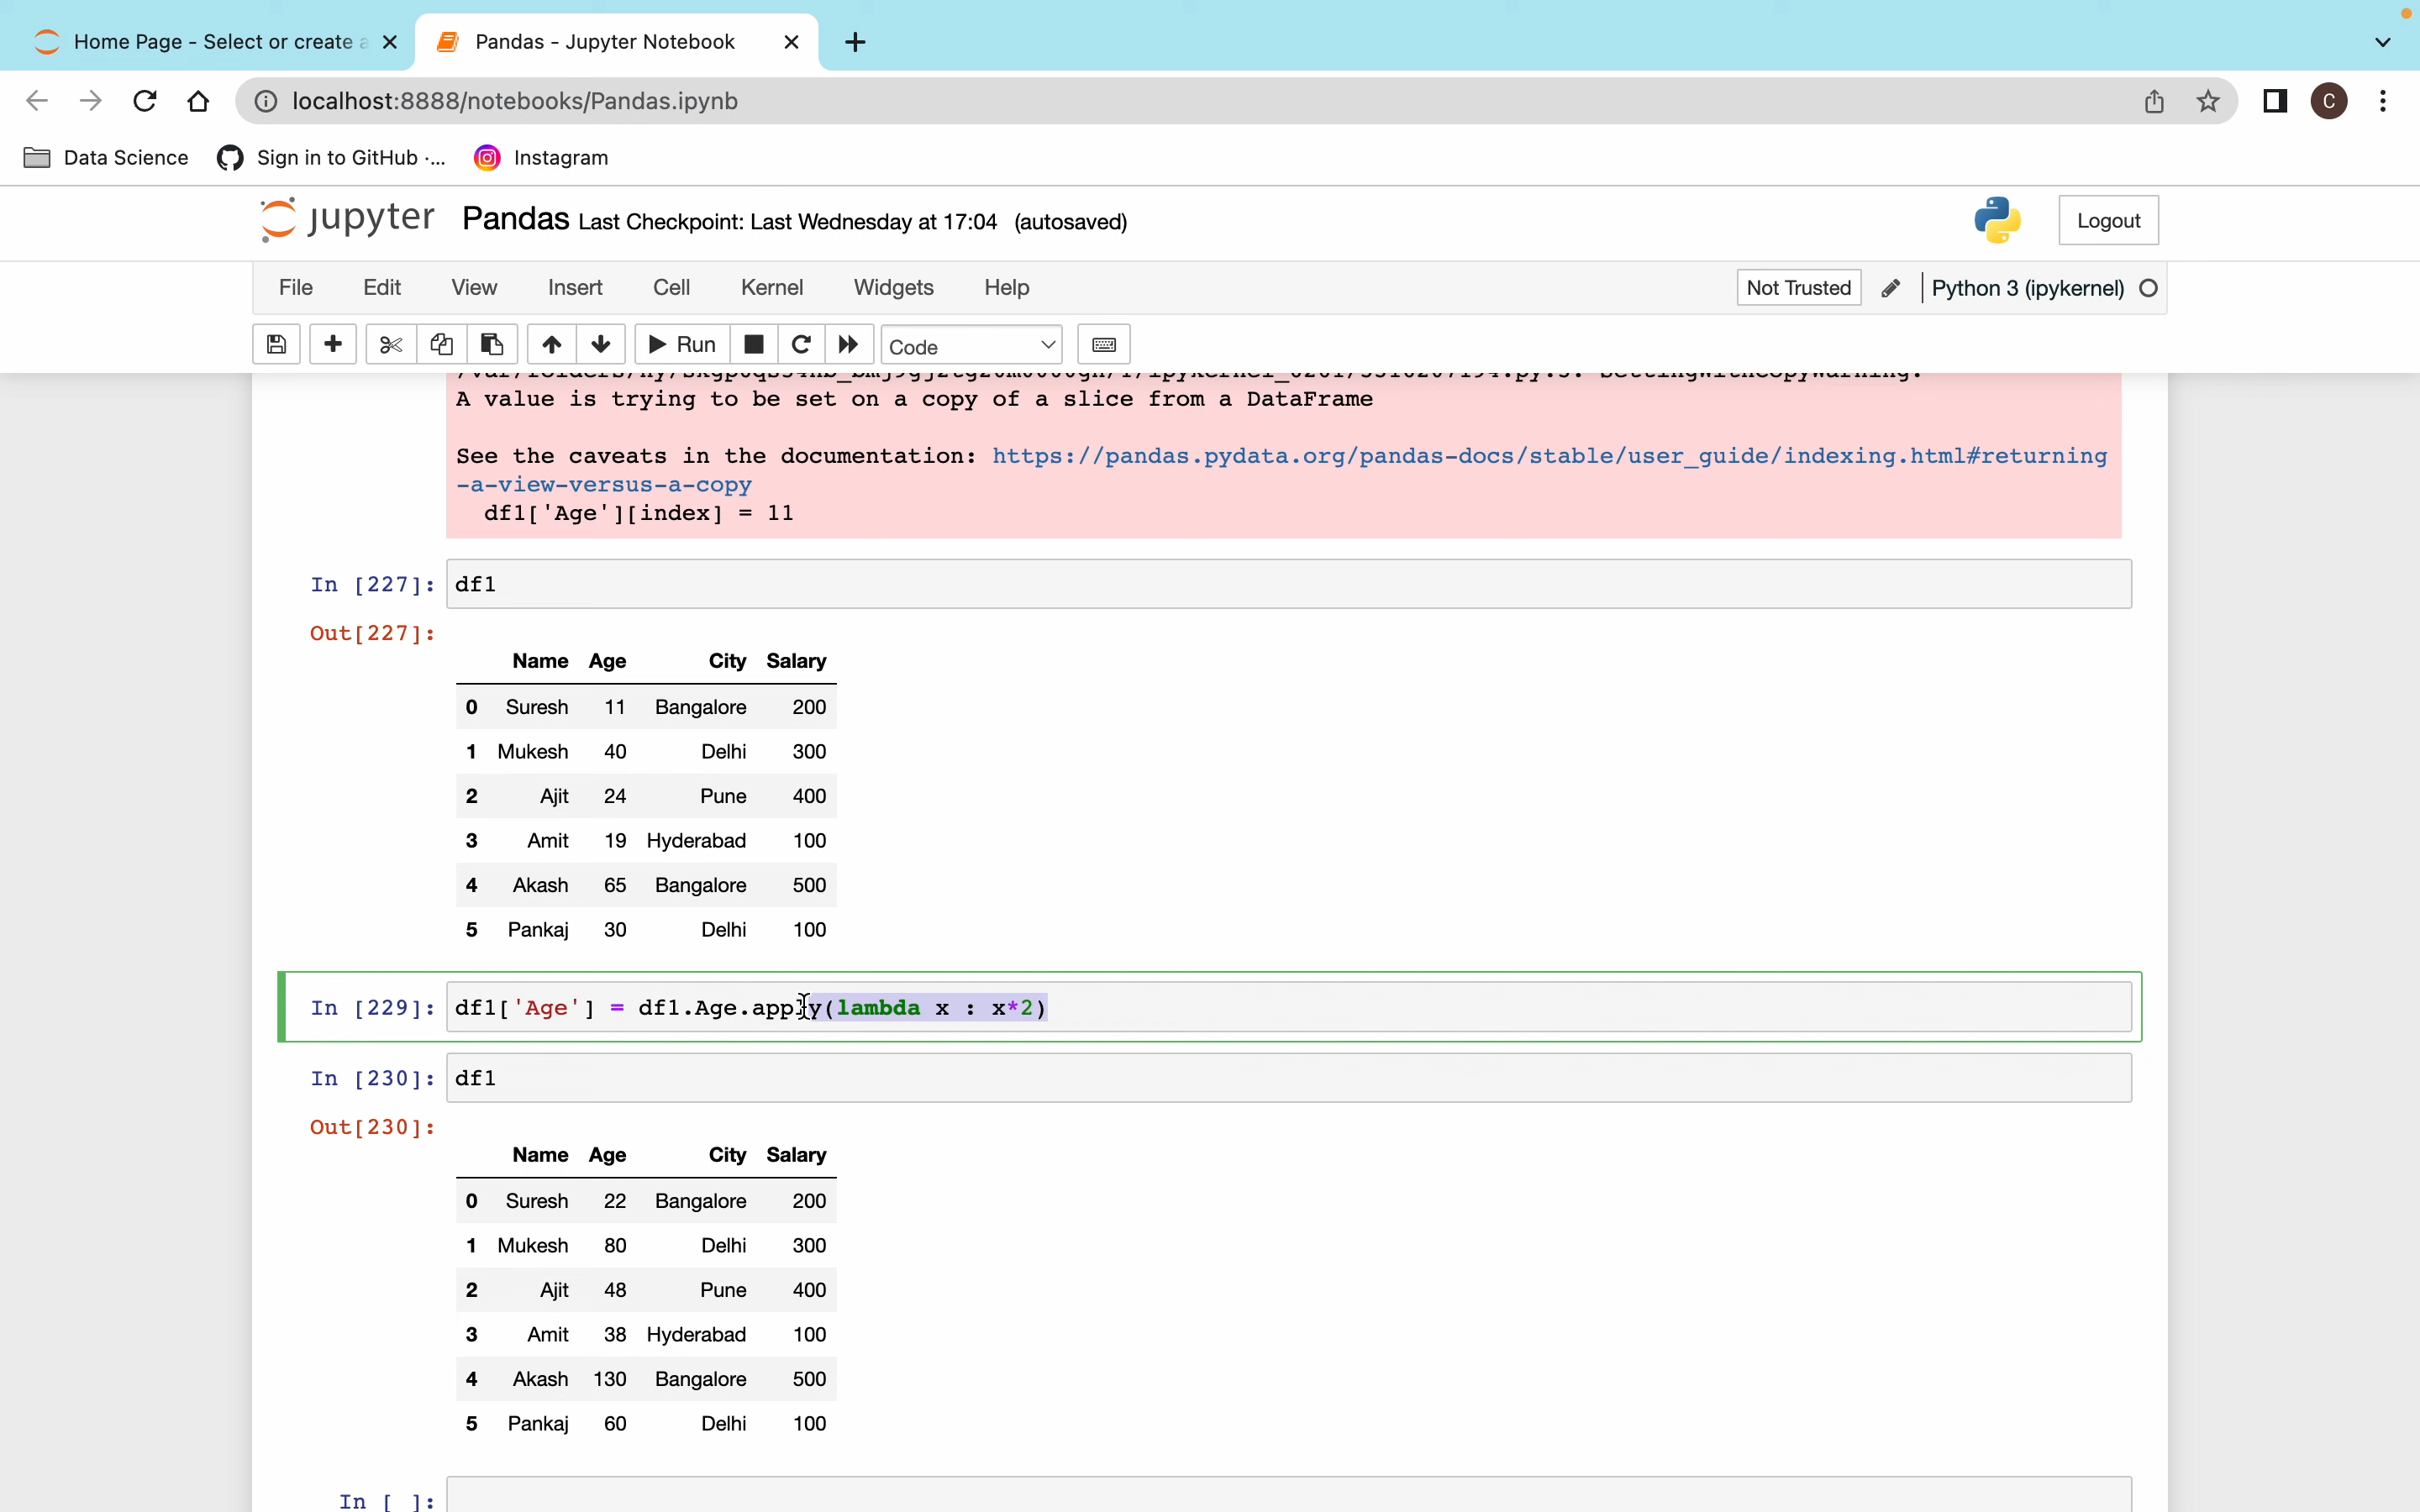 Home Page - Select or create a
Pandas - Jupyter Notebook
localhost:8888/notebooks/Pandas.ipynb
C
Data Science
Sign in to GitHub ·...
Instagram
jupyter Pandas Last Checkpoint: Last Wednesday at 17:04 (autosaved)
Logout
File Edit View Insert Cell Kernel Widgets Help
Not Trusted
Python 3 (ipykernel)
Run
Code
A value is trying to be set on a copy of a slice from a DataFrame
See the caveats in the documentation: https://pandas.pydata.org/pandas-docs/stable/user_guide/indexing.html#returning
-a-view-versus-a-copy
df1['Age'][index] = 11
In [227]: df1
Out[227]:
Name Age City Salary
0 Suresh 11 Bangalore 200
1 Mukesh 40 Delhi 300
2 Ajit 24 Pune 400
3 Amit 19 Hyderabad 100
4 Akash 65 Bangalore 500
5 Pankaj 30 Delhi 100
In [229]: df1['Age'] = df1.Age.apply(lambda x : x*2)
In [230]: df1
Out[230]:
Name Age City Salary
0 Suresh 22 Bangalore 200
1 Mukesh 80 Delhi 300
2 Ajit 48 Pune 400
3 Amit 38 Hyderabad 100
4 Akash 130 Bangalore 500
5 Pankaj 60 Delhi 100
In [ ]: